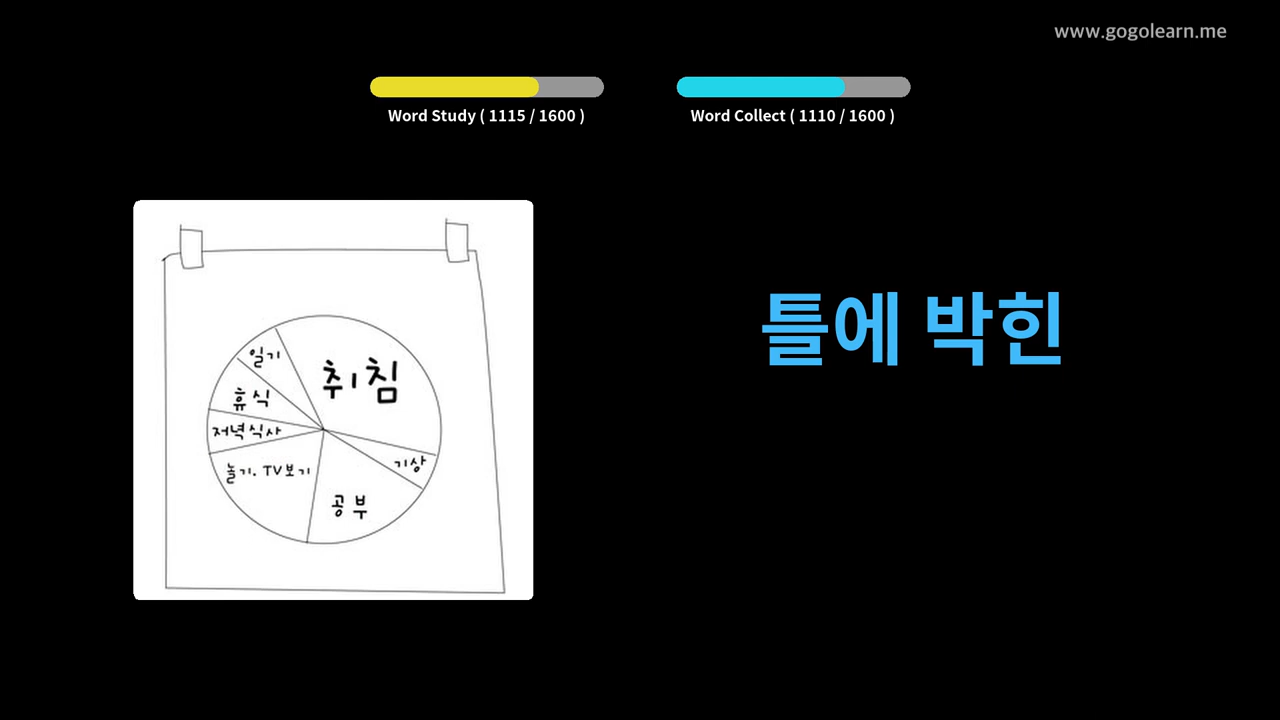 www.gogolearn.me
Word Study ( 1115 / 1600 )
Word Collect ( 1110 / 1600 )
틀에 박힌
일기
취침
휴식
저녁식사
놀기. TV보기
기상
공부